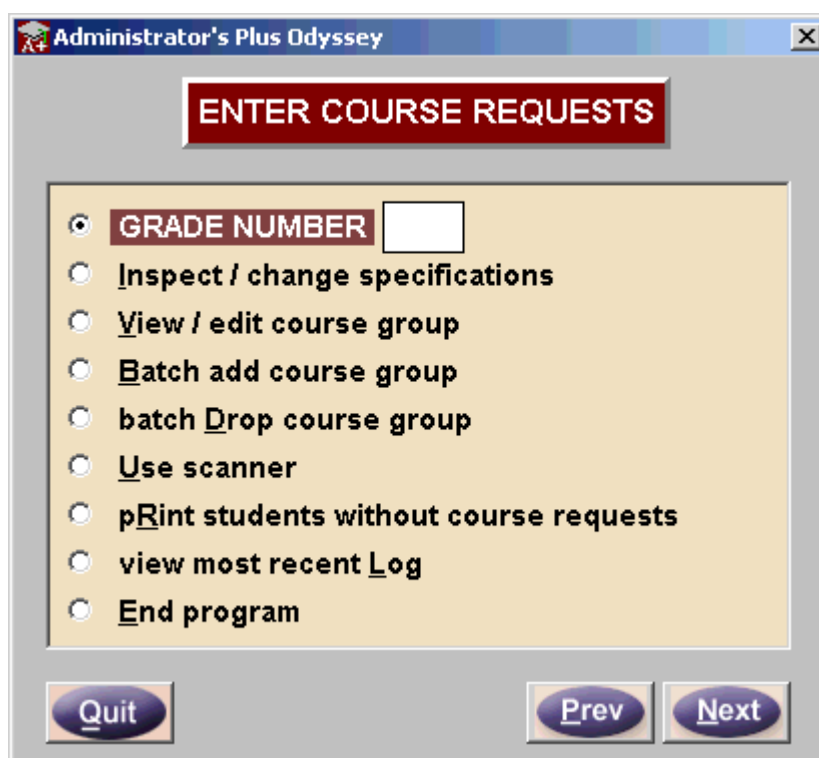 Administrator's Plus Odyssey
ENTER COURSE REQUESTS
GRADE NUMBER
Inspect / change specifications
View / edit course group
Batch add course group
batch Drop course group
Use scanner
pRint students without course requests
view most recent Log
End program
Quit
Prev
Next